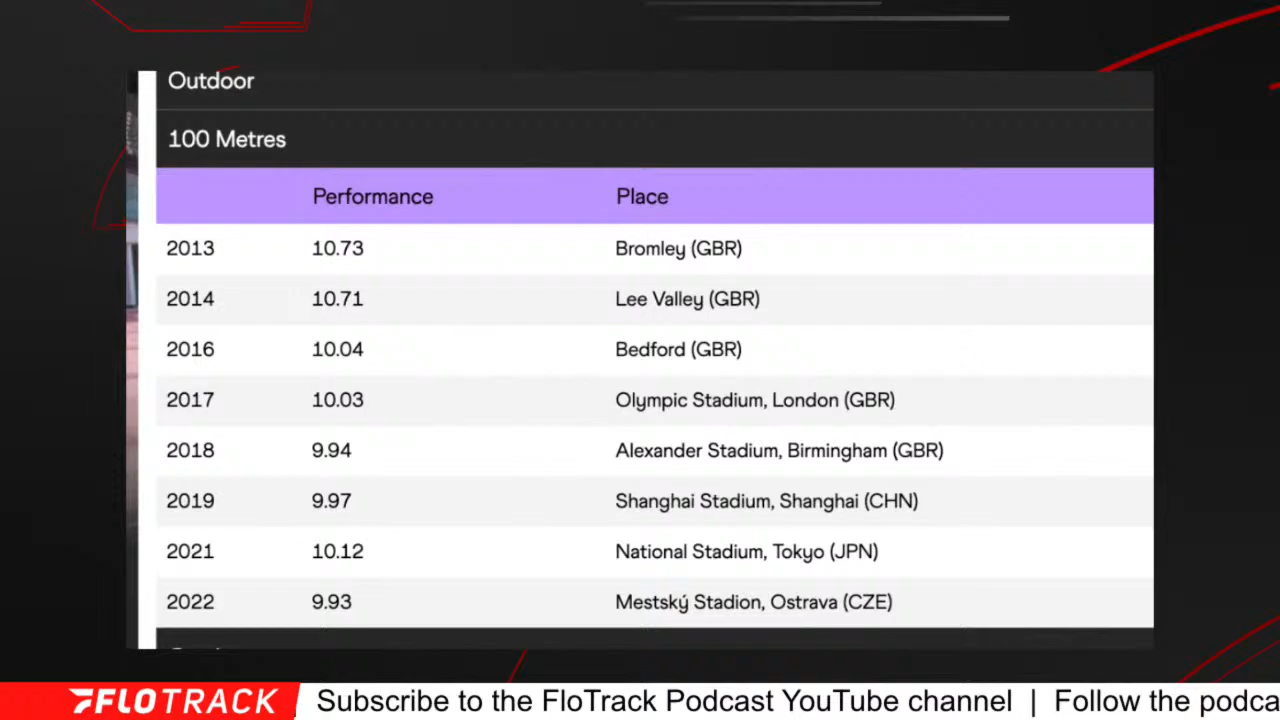 Outdoor
100 Metres
Performance Place
2013 10.73 Bromley (GBR)
2014 10.71 Lee Valley (GBR)
2016 10.04 Bedford (GBR)
2017 10.03 Olympic Stadium, London (GBR)
2018 9.94 Alexander Stadium, Birmingham (GBR)
2019 9.97 Shanghai Stadium, Shanghai (CHN)
2021 10.12 National Stadium, Tokyo (JPN)
2022 9.93 Mestský Stadion, Ostrava (CZE)
FLOTRACK Subscribe to the FloTrack Podcast YouTube channel | Follow the podca